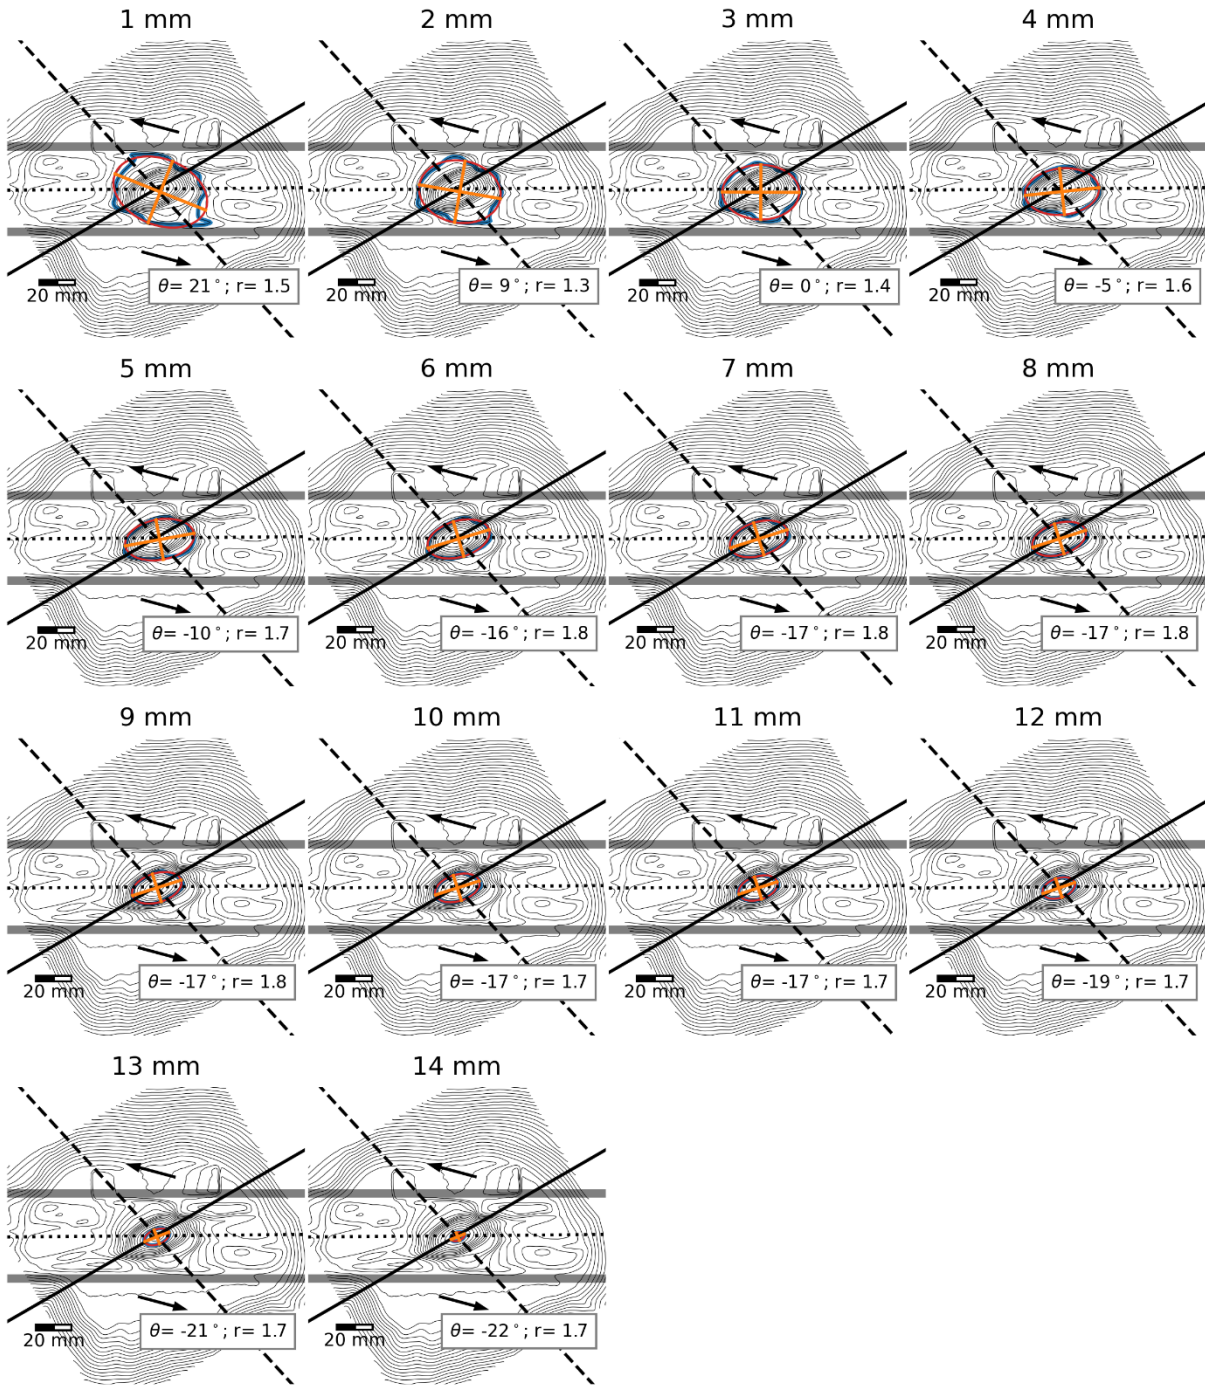 1 mm
2 mm
3 mm
4 mm
20 mm
θ= 21°; r= 1.5
20 mm
θ= 9°; r= 1.3
20 mm
θ= 0°; r= 1.4
20 mm
θ= -5°; r= 1.6
5 mm
6 mm
7 mm
8 mm
20 mm
θ= -10°; r= 1.7
20 mm
θ= -16°; r= 1.8
20 mm
θ= -17°; r= 1.8
20 mm
θ= -17°; r= 1.8
9 mm
10 mm
11 mm
12 mm
20 mm
θ= -17°; r= 1.8
20 mm
θ= -17°; r= 1.7
20 mm
θ= -17°; r= 1.7
20 mm
θ= -19°; r= 1.7
13 mm
14 mm
20 mm
θ= -21°; r= 1.7
20 mm
θ= -22°; r= 1.7